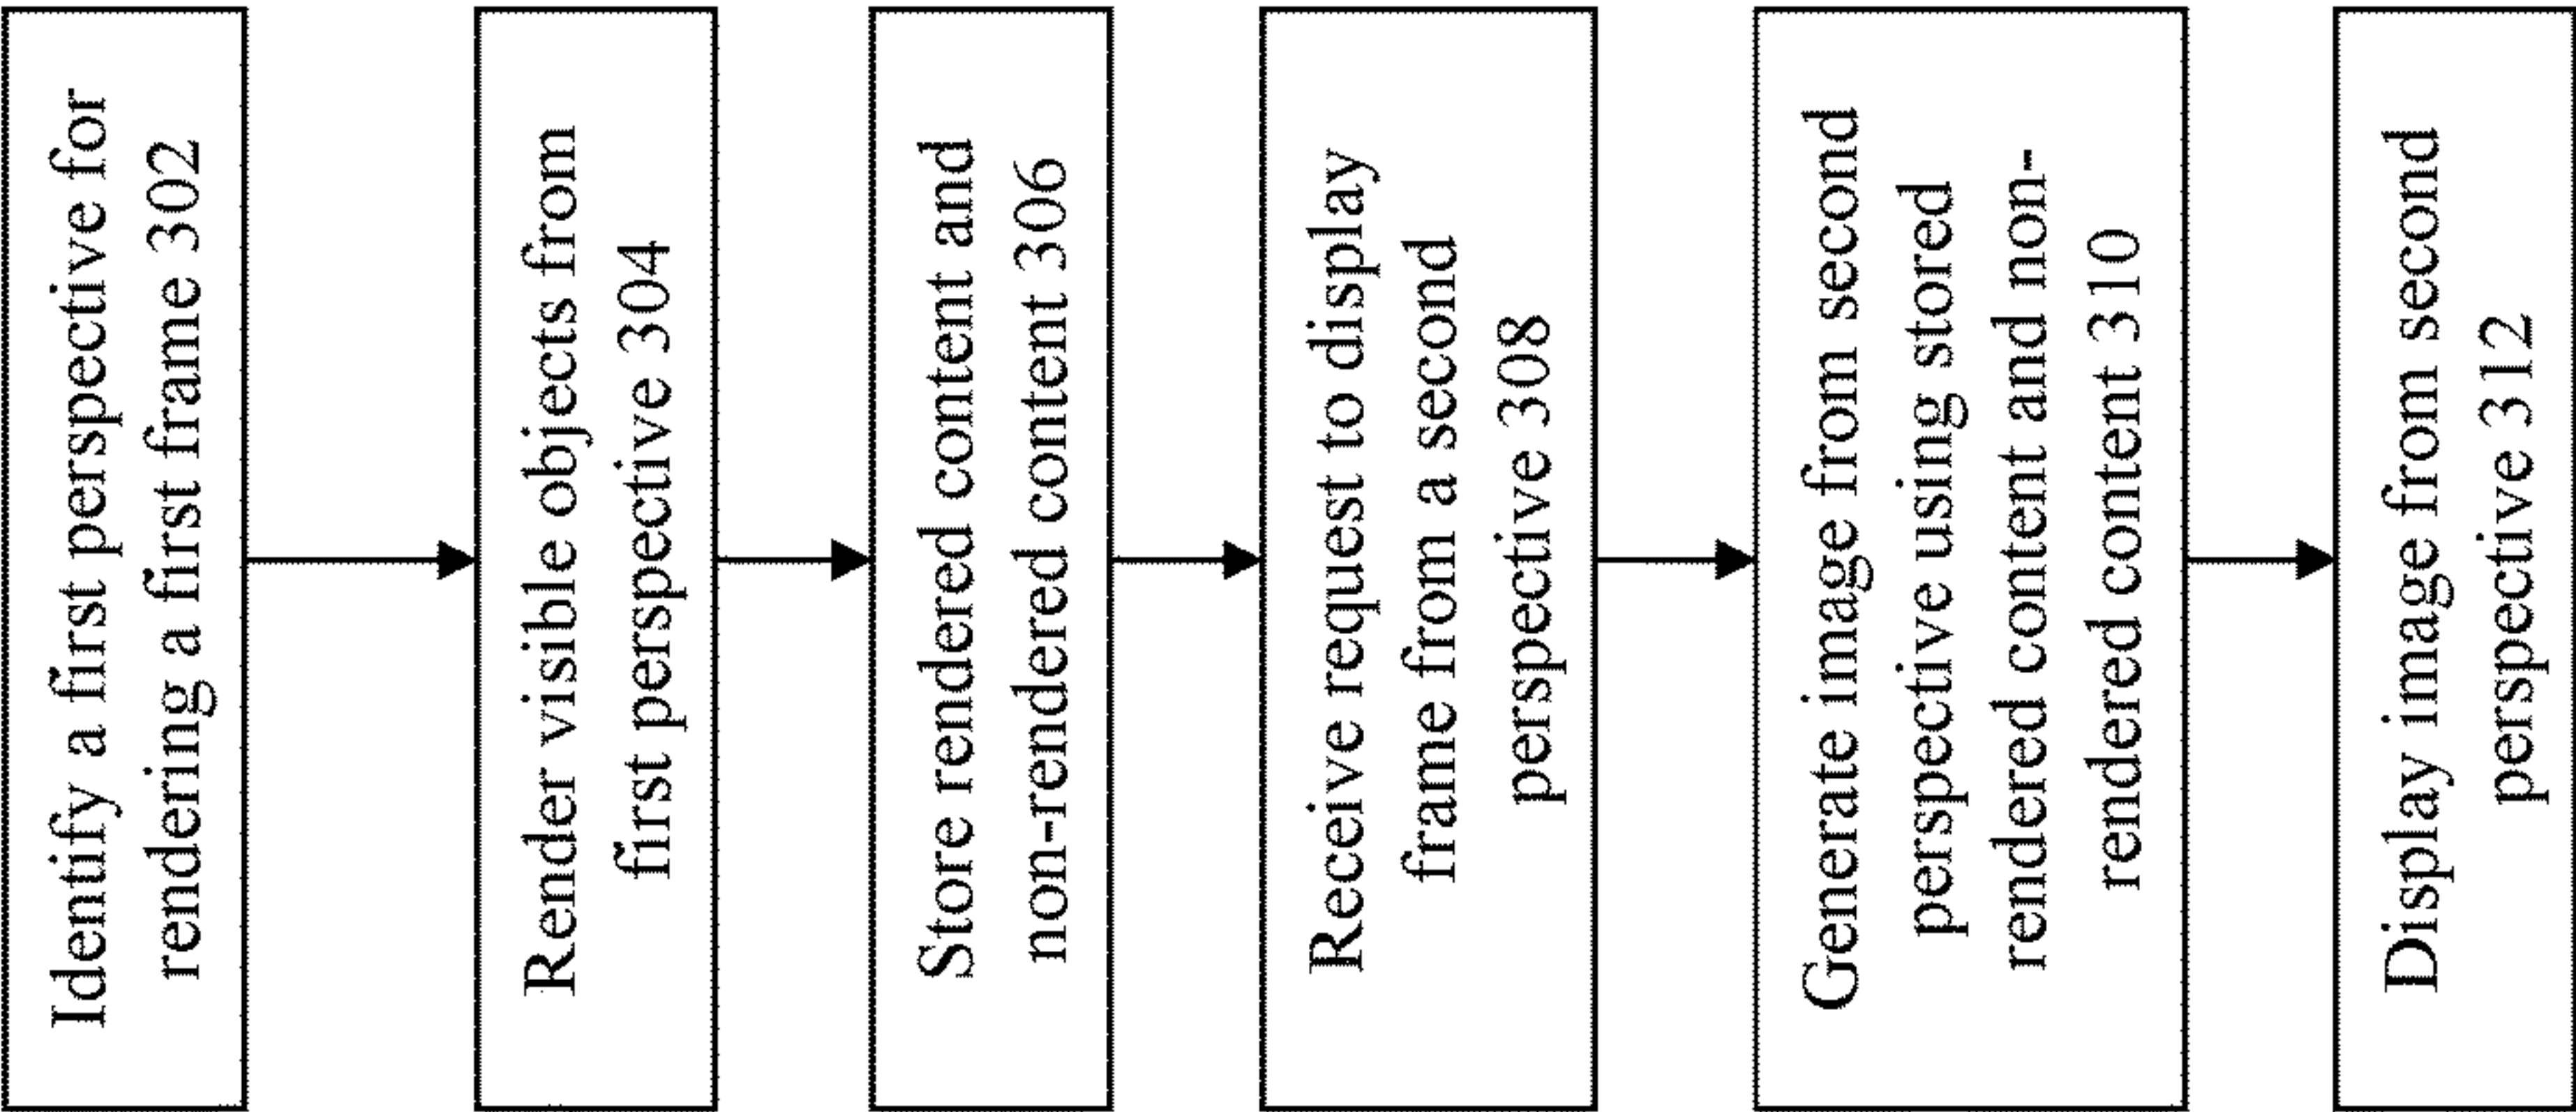 Identify a first perspective for
rendering a first frame 302
Render visible objects from
first perspective 304
Store rendered content and
non-rendered content 306
Receive request to display
frame from a second
perspective 308
Generate image from second
perspective using stored
rendered content and non-
rendered content 310
Display image from second
perspective 312